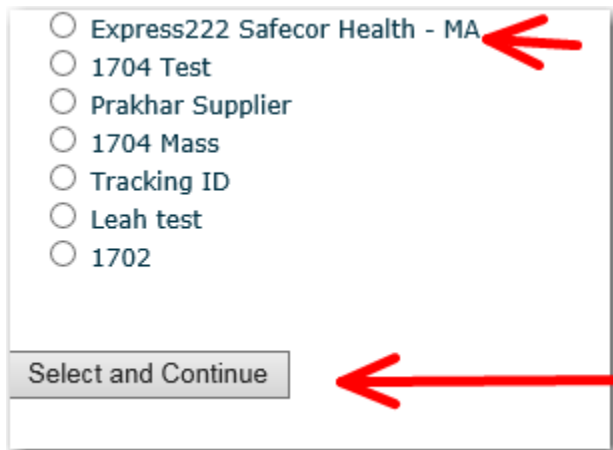 Express222 Safecor Health - MA
1704 Test
Prakhar Supplier
1704 Mass
Tracking ID
Leah test
1702
Select and Continue